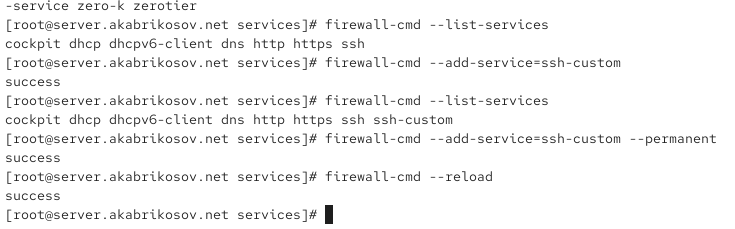 -service zero-k zerotier
[root@server.akabrikosov.net services]# firewall-cmd --list-services
cockpit dhcp dhcpv6-client dns http https ssh
[root@server.akabrikosov.net services]# firewall-cmd --add-service=ssh-custom
success
[root@server.akabrikosov.net services]# firewall-cmd --list-services
cockpit dhcp dhcpv6-client dns http https ssh ssh-custom
[root@server.akabrikosov.net services]# firewall-cmd --add-service=ssh-custom --permanent
success
[root@server.akabrikosov.net services]# firewall-cmd --reload
success
[root@server.akabrikosov.net services]#